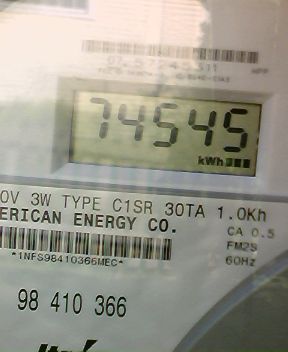 74545
kWh
0V 3W TYPE C1SR 30TA 1.0Kh
ERICAN ENERGY CO.
CA 0.5
FM2S
*1NFS98410366MEC*
60Hz
98 410 366